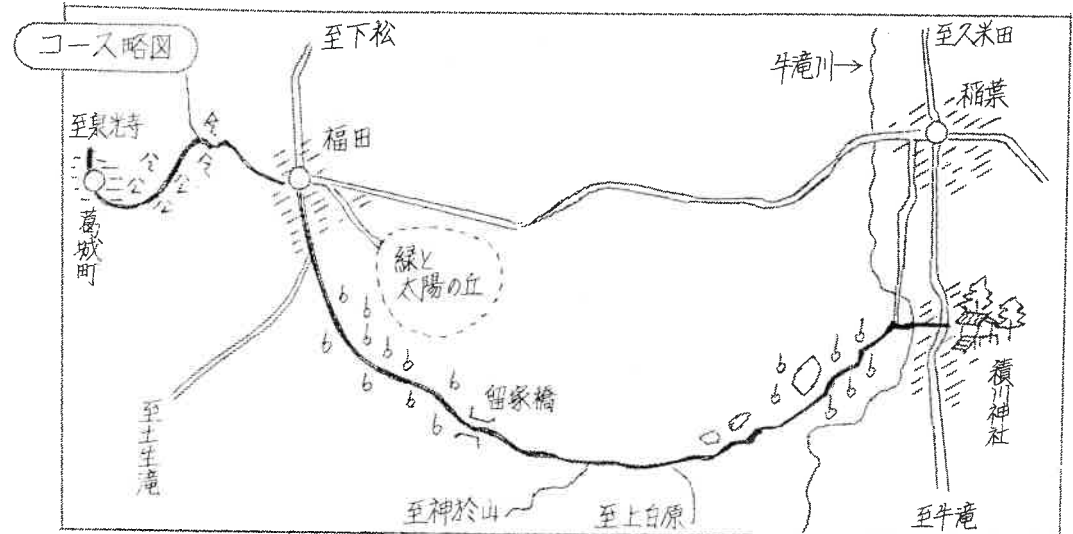 コース略図
至下松
至久米田
牛滝川→
稲葉
至泉光寺
福田
葛城町
緑と
太陽の丘
留塚橋
積川神社
至土生滝
至神於山
至上白原
至牛滝